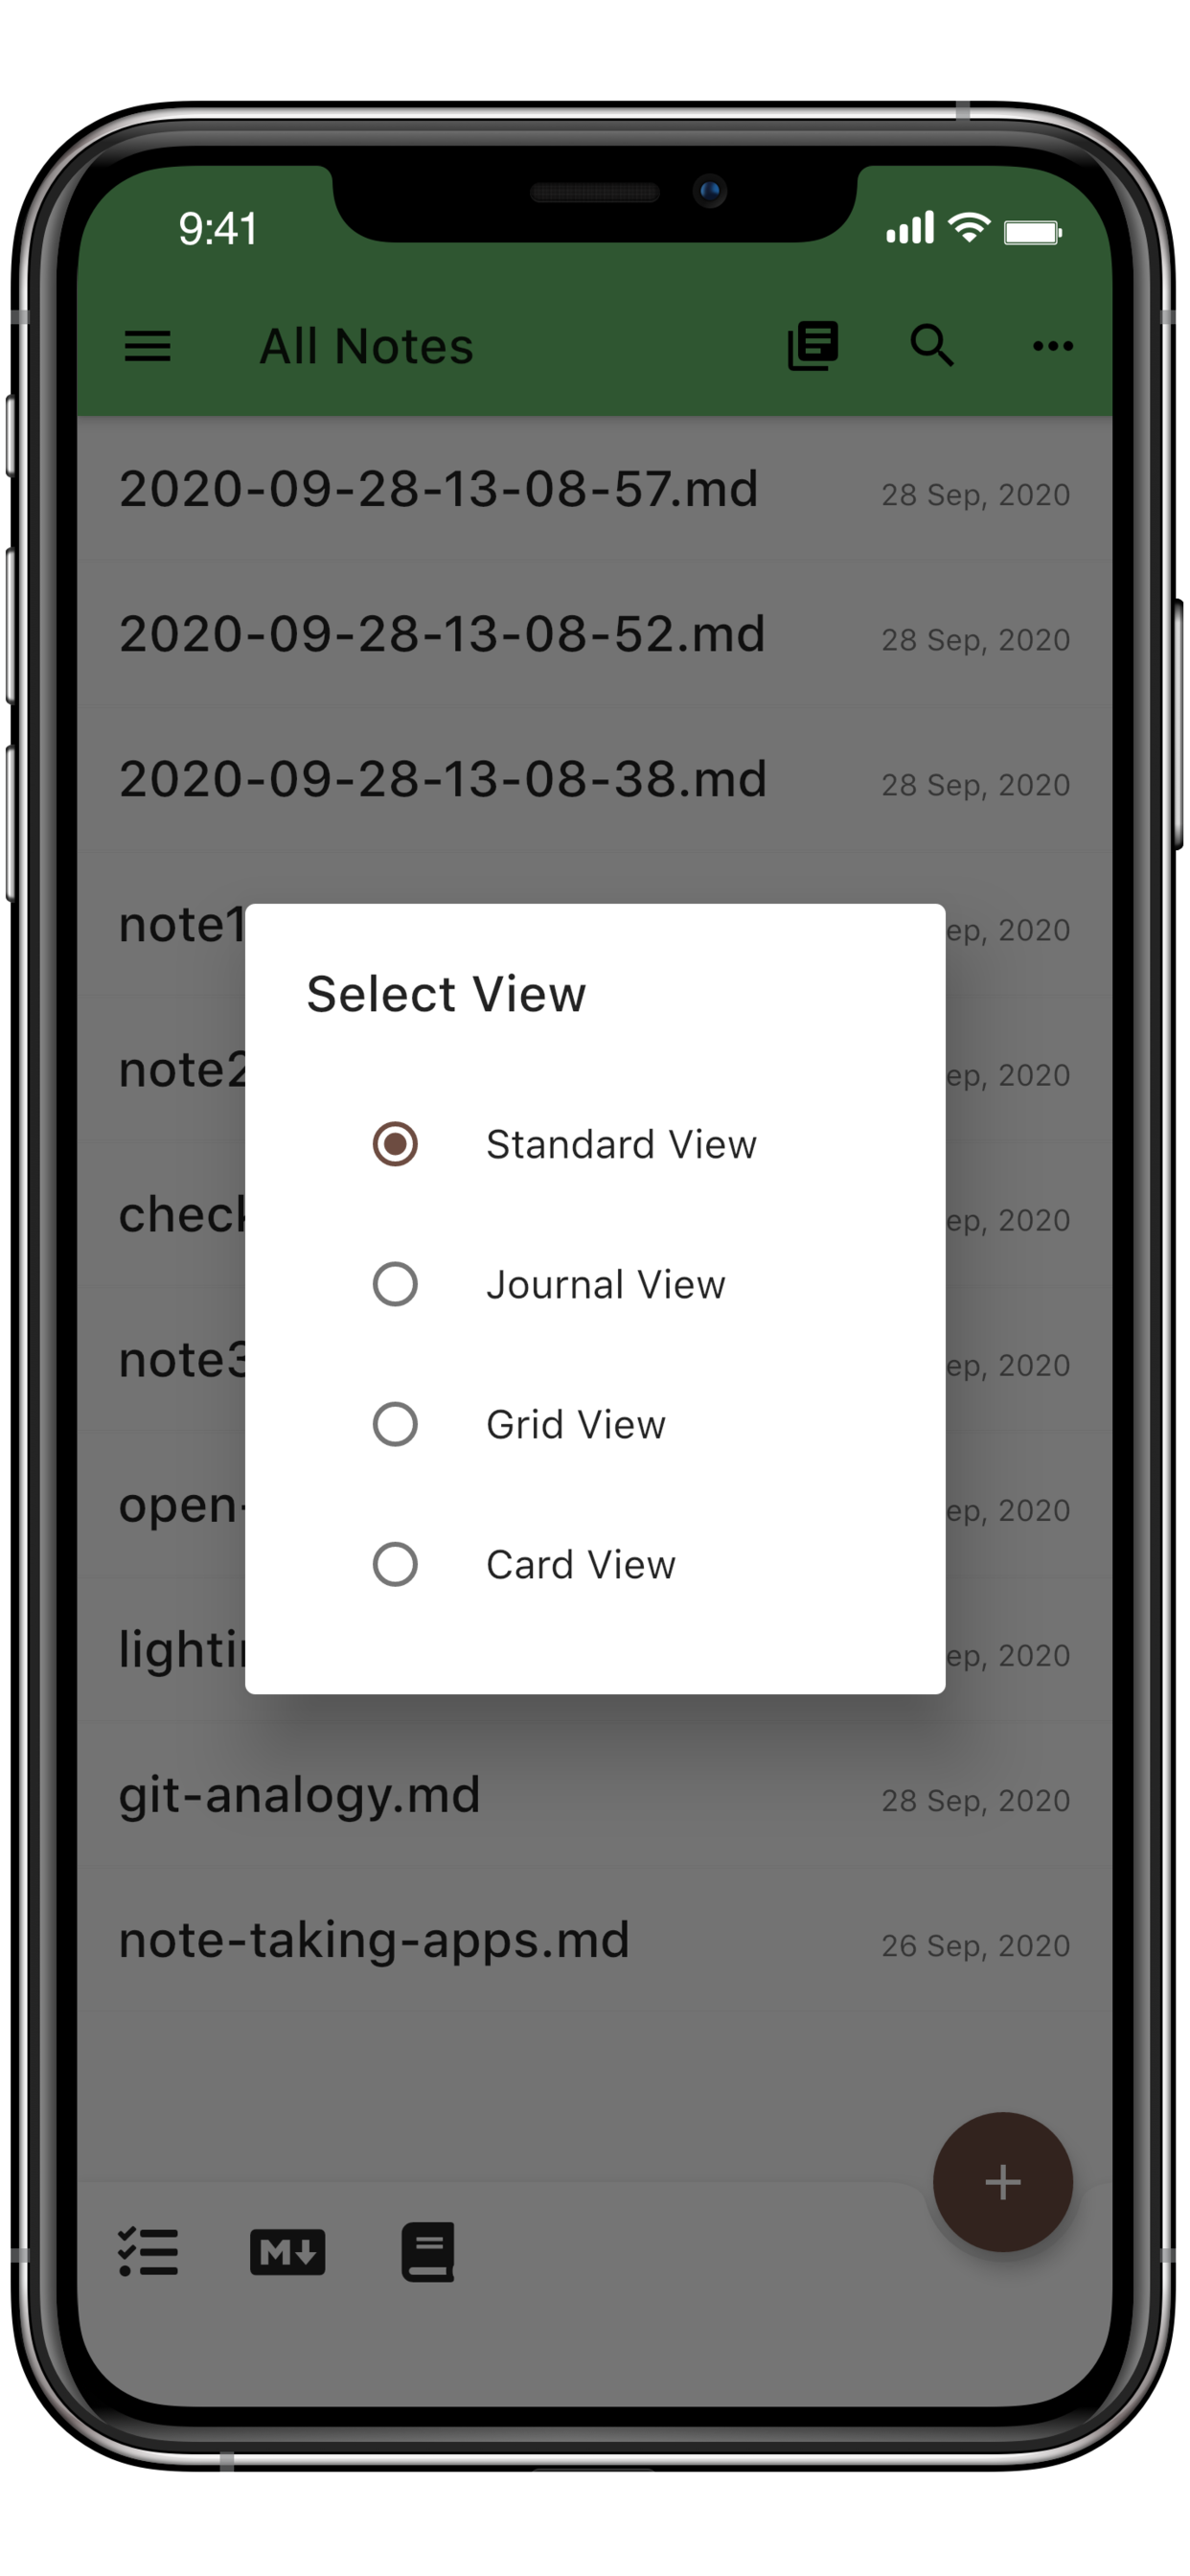 9:41
All Notes
2020-09-28-13-08-57.md 28 Sep, 2020
2020-09-28-13-08-52.md 28 Sep, 2020
2020-09-28-13-08-38.md 28 Sep, 2020
note1 ep, 2020
Select View
note2 ep, 2020
Standard View
check ep, 2020
Journal View
note3 ep, 2020
Grid View
open- ep, 2020
Card View
lighti ep, 2020
git-analogy.md 28 Sep, 2020
note-taking-apps.md 26 Sep, 2020
+
M